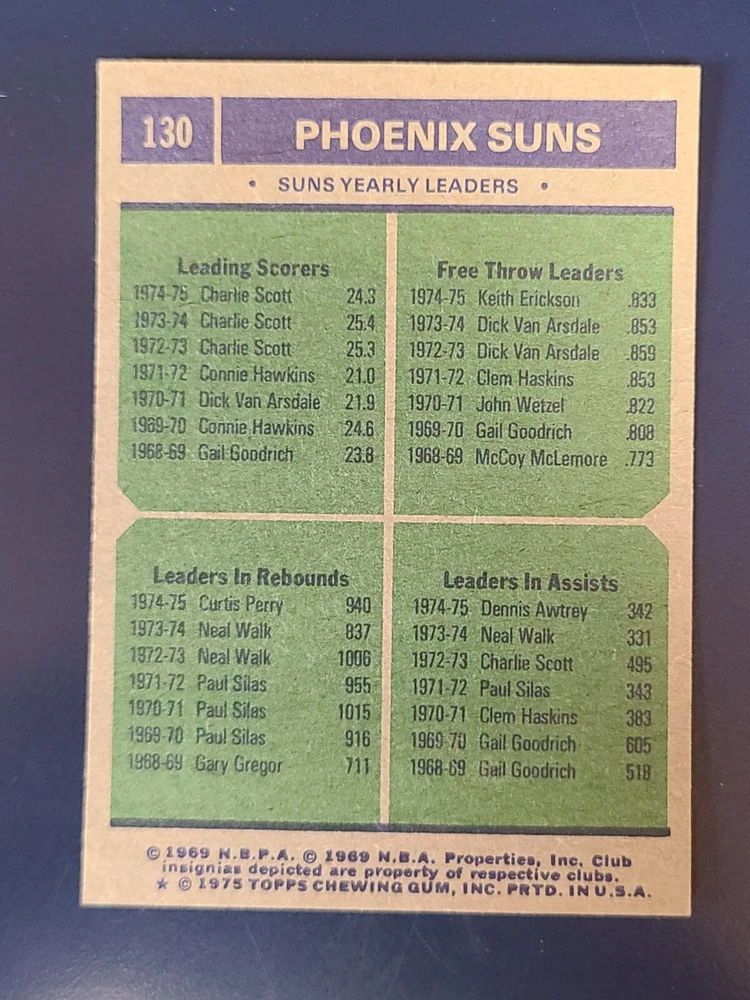 130 PHOENIX SUNS
• SUNS YEARLY LEADERS •
Leading Scorers
1974-75 Charlie Scott 24.3
1973-74 Charlie Scott 25.4
1972-73 Charlie Scott 25.3
1971-72 Connie Hawkins 21.0
1970-71 Dick Van Arsdale 21.9
1969-70 Connie Hawkins 24.6
1968-69 Gail Goodrich 23.8
Free Throw Leaders
1974-75 Keith Erickson .833
1973-74 Dick Van Arsdale .853
1972-73 Dick Van Arsdale .859
1971-72 Clem Haskins .853
1970-71 John Wetzel .822
1969-70 Gail Goodrich .808
1968-69 McCoy McLemore .773
Leaders In Rebounds
1974-75 Curtis Perry 940
1973-74 Neal Walk 837
1972-73 Neal Walk 1006
1971-72 Paul Silas 955
1970-71 Paul Silas 1015
1969-70 Paul Silas 916
1968-69 Gary Gregor 711
Leaders In Assists
1974-75 Dennis Awtrey 342
1973-74 Neal Walk 331
1972-73 Charlie Scott 495
1971-72 Paul Silas 343
1970-71 Clem Haskins 383
1969-70 Gail Goodrich 605
1968-69 Gail Goodrich 518
© 1969 N.B.P.A. © 1969 N.B.A. Properties, Inc. Club
insignias depicted are property of respective clubs.
★ © 1975 TOPPS CHEWING GUM, INC. PRTD. IN U.S.A.